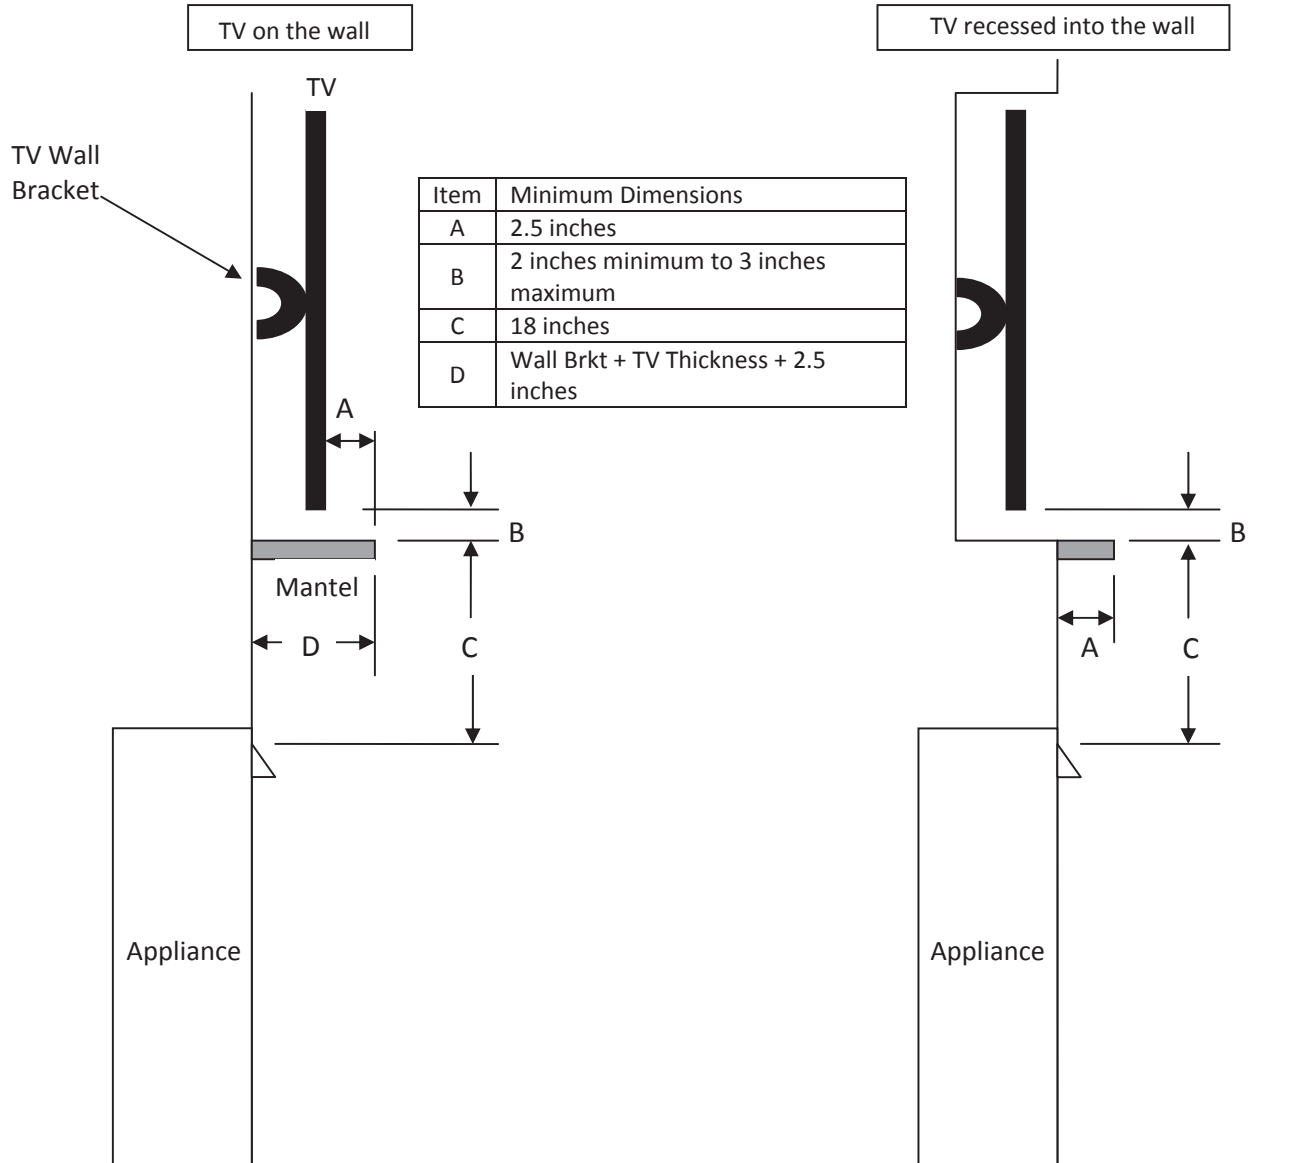 TV on the wall
TV recessed into the wall
TV
TV Wall
Bracket
Item Minimum Dimensions
A 2.5 inches
B 2 inches minimum to 3 inches
maximum
C 18 inches
D Wall Brkt + TV Thickness + 2.5
inches
A
B
B
Mantel
D
C
A
C
Appliance
Appliance